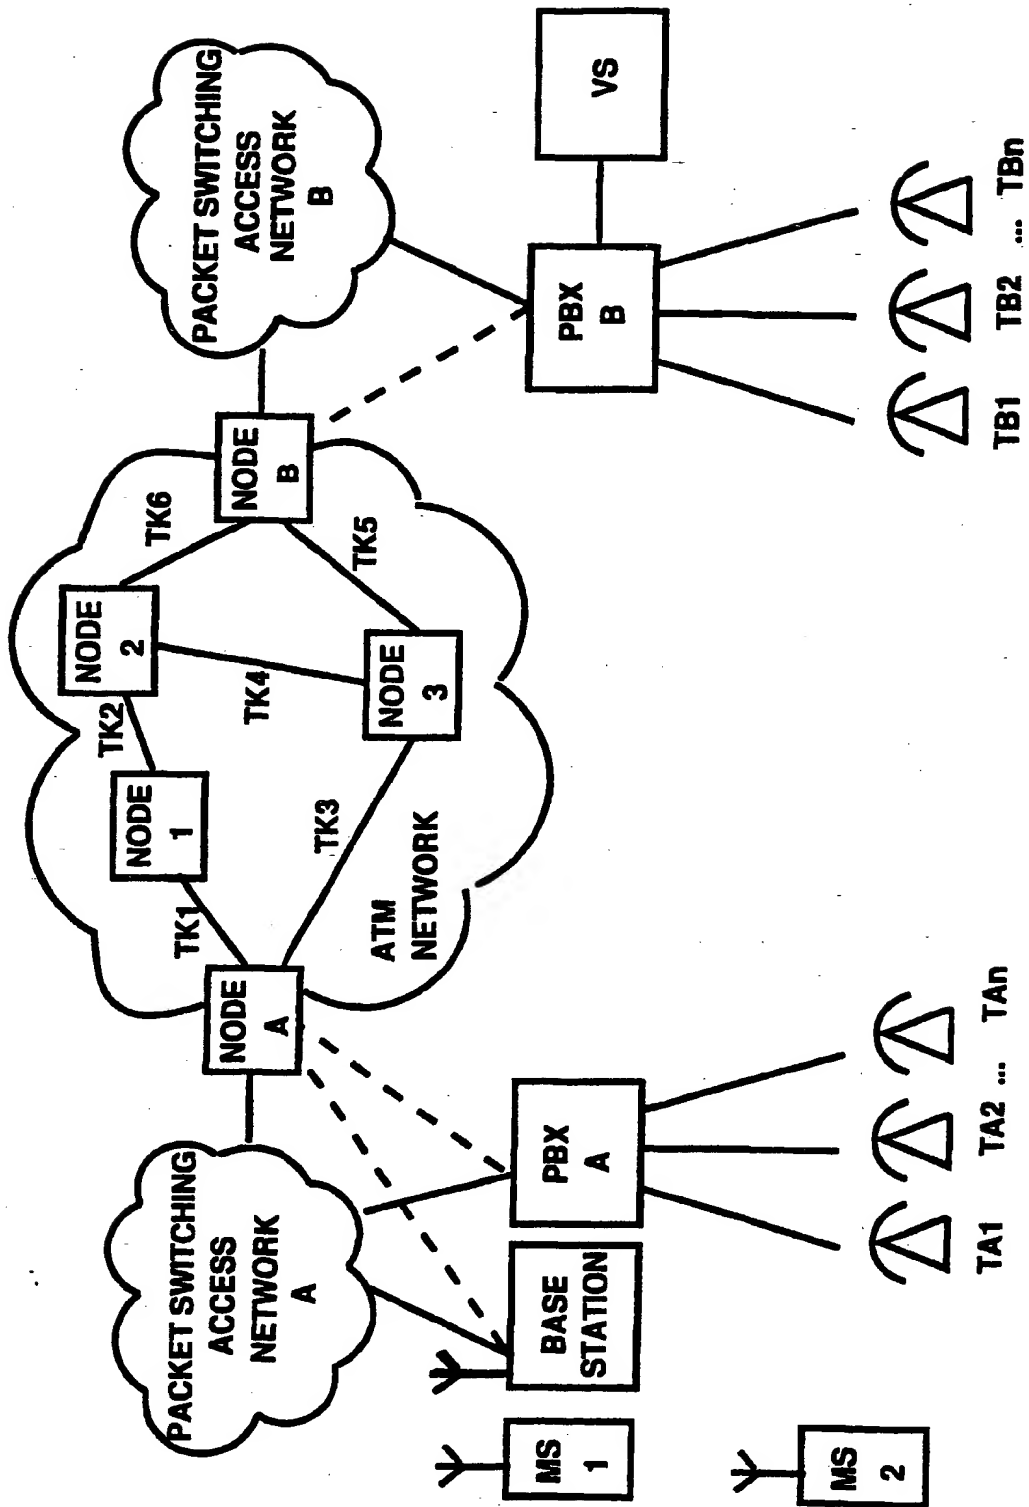 PACKET SWITCHING
ACCESS
NETWORK
A
NODE
A
TK1
NODE
1
TK2
NODE
2
TK6
TK4
TK3
NODE
3
TK5
NODE
B
ATM
NETWORK
PACKET SWITCHING
ACCESS
NETWORK
B
MS
1
MS
2
BASE
STATION
PBX
A
TA1 TA2 ... TAn
PBX
B
VS
TB1 TB2 ... TBn